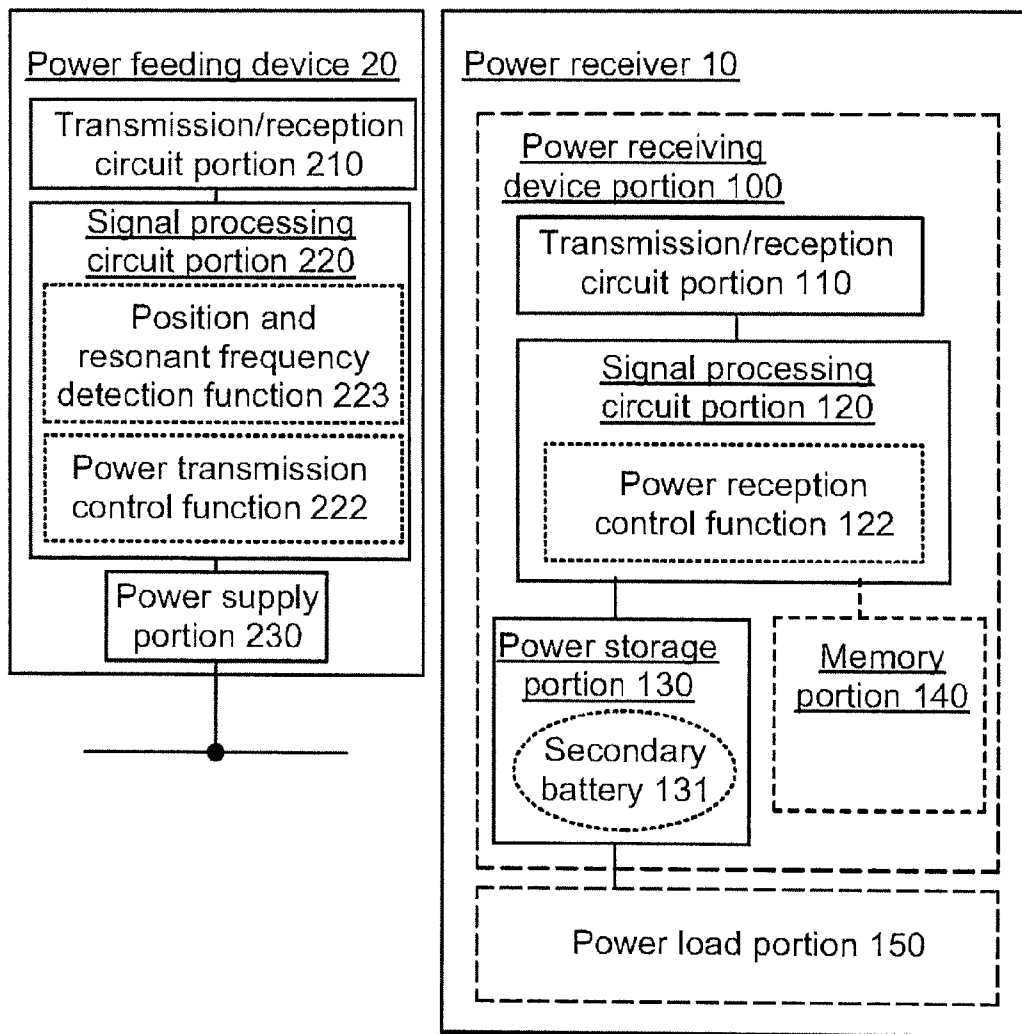 Power feeding device 20
Transmission/reception
circuit portion 210
Signal processing
circuit portion 220
Position and
resonant frequency
detection function 223
Power transmission
control function 222
Power supply
portion 230
Power receiver 10
Power receiving
device portion 100
Transmission/reception
circuit portion 110
Signal processing
circuit portion 120
Power reception
control function 122
Power storage
portion 130
Secondary
battery 131
Memory
portion 140
Power load portion 150